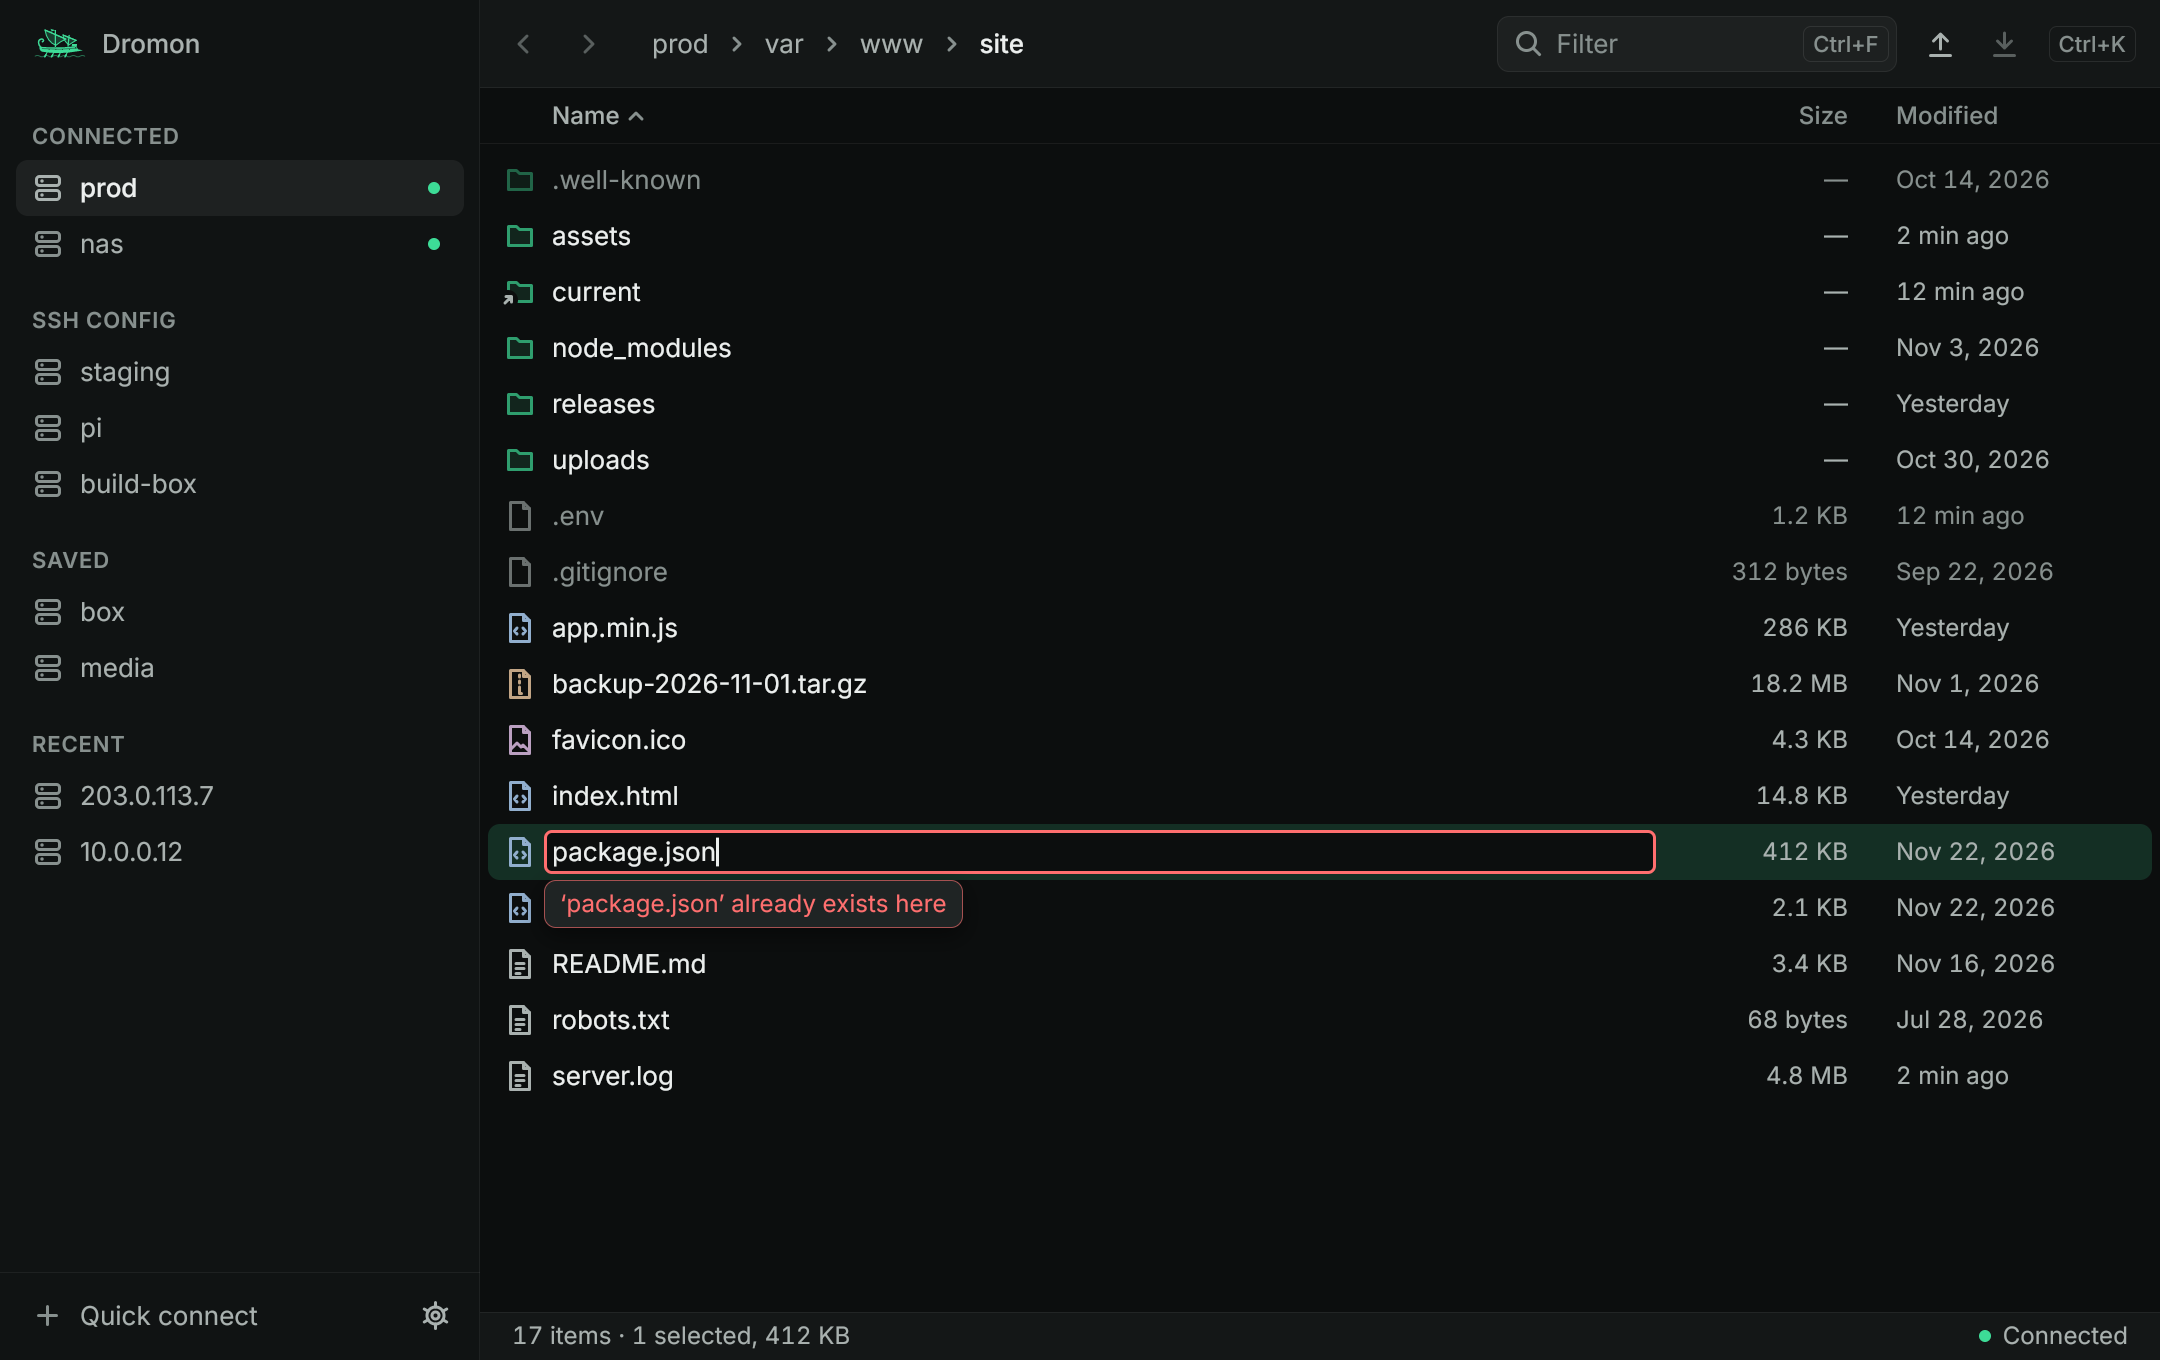 Dromon
CONNECTED
prod
nas
SSH CONFIG
staging
pi
build-box
SAVED
box
media
RECENT
203.0.113.7
10.0.0.12
Quick connect
prod › var › www › site
Filter Ctrl+F
Ctrl+K
Name Size Modified
.well-known — Oct 14, 2026
assets — 2 min ago
current — 12 min ago
node_modules — Nov 3, 2026
releases — Yesterday
uploads — Oct 30, 2026
.env 1.2 KB 12 min ago
.gitignore 312 bytes Sep 22, 2026
app.min.js 286 KB Yesterday
backup-2026-11-01.tar.gz 18.2 MB Nov 1, 2026
favicon.ico 4.3 KB Oct 14, 2026
index.html 14.8 KB Yesterday
package.json 412 KB Nov 22, 2026
‘package.json’ already exists here 2.1 KB Nov 22, 2026
README.md 3.4 KB Nov 16, 2026
robots.txt 68 bytes Jul 28, 2026
server.log 4.8 MB 2 min ago
17 items · 1 selected, 412 KB
Connected